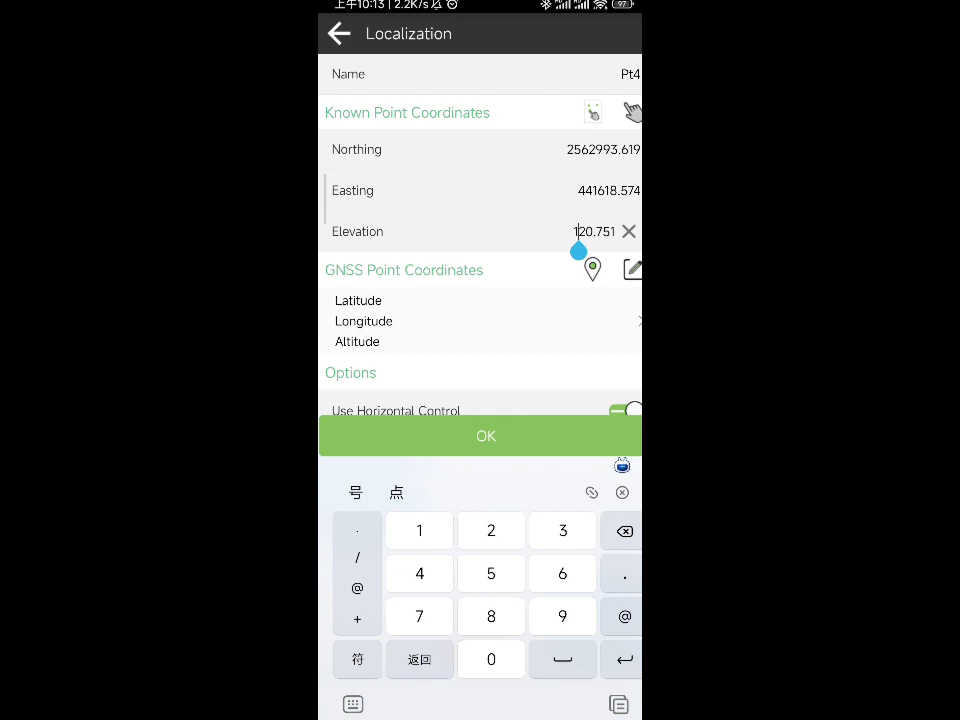 上午10:13 | 2.2K/s
97
Localization
Name Pt4
Known Point Coordinates
Northing 2562993.619
Easting 441618.574
Elevation 120.751
GNSS Point Coordinates
Latitude
Longitude
Altitude
Options
Use Horizontal Control
OK
号 点
· 1 2 3
/ 4 5 6 .
@ 7 8 9 @
+
符 返回 0